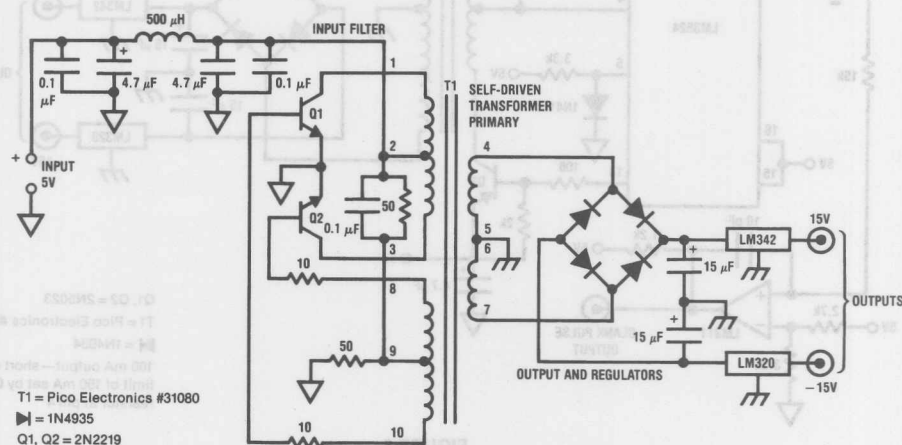 500 μH
INPUT FILTER
0.1 μF
4.7 μF
4.7 μF
0.1 μF
+
+
INPUT
5V
1
Q1
2
Q2
0.1 μF
50
3
10
8
50
9
10
10
T1
SELF-DRIVEN
TRANSFORMER
PRIMARY
4
5
6
7
+
15 μF
+
15 μF
LM342
15V
OUTPUTS
LM320
−15V
OUTPUT AND REGULATORS
T1 = Pico Electronics #31080
= 1N4935
Q1, Q2 = 2N2219